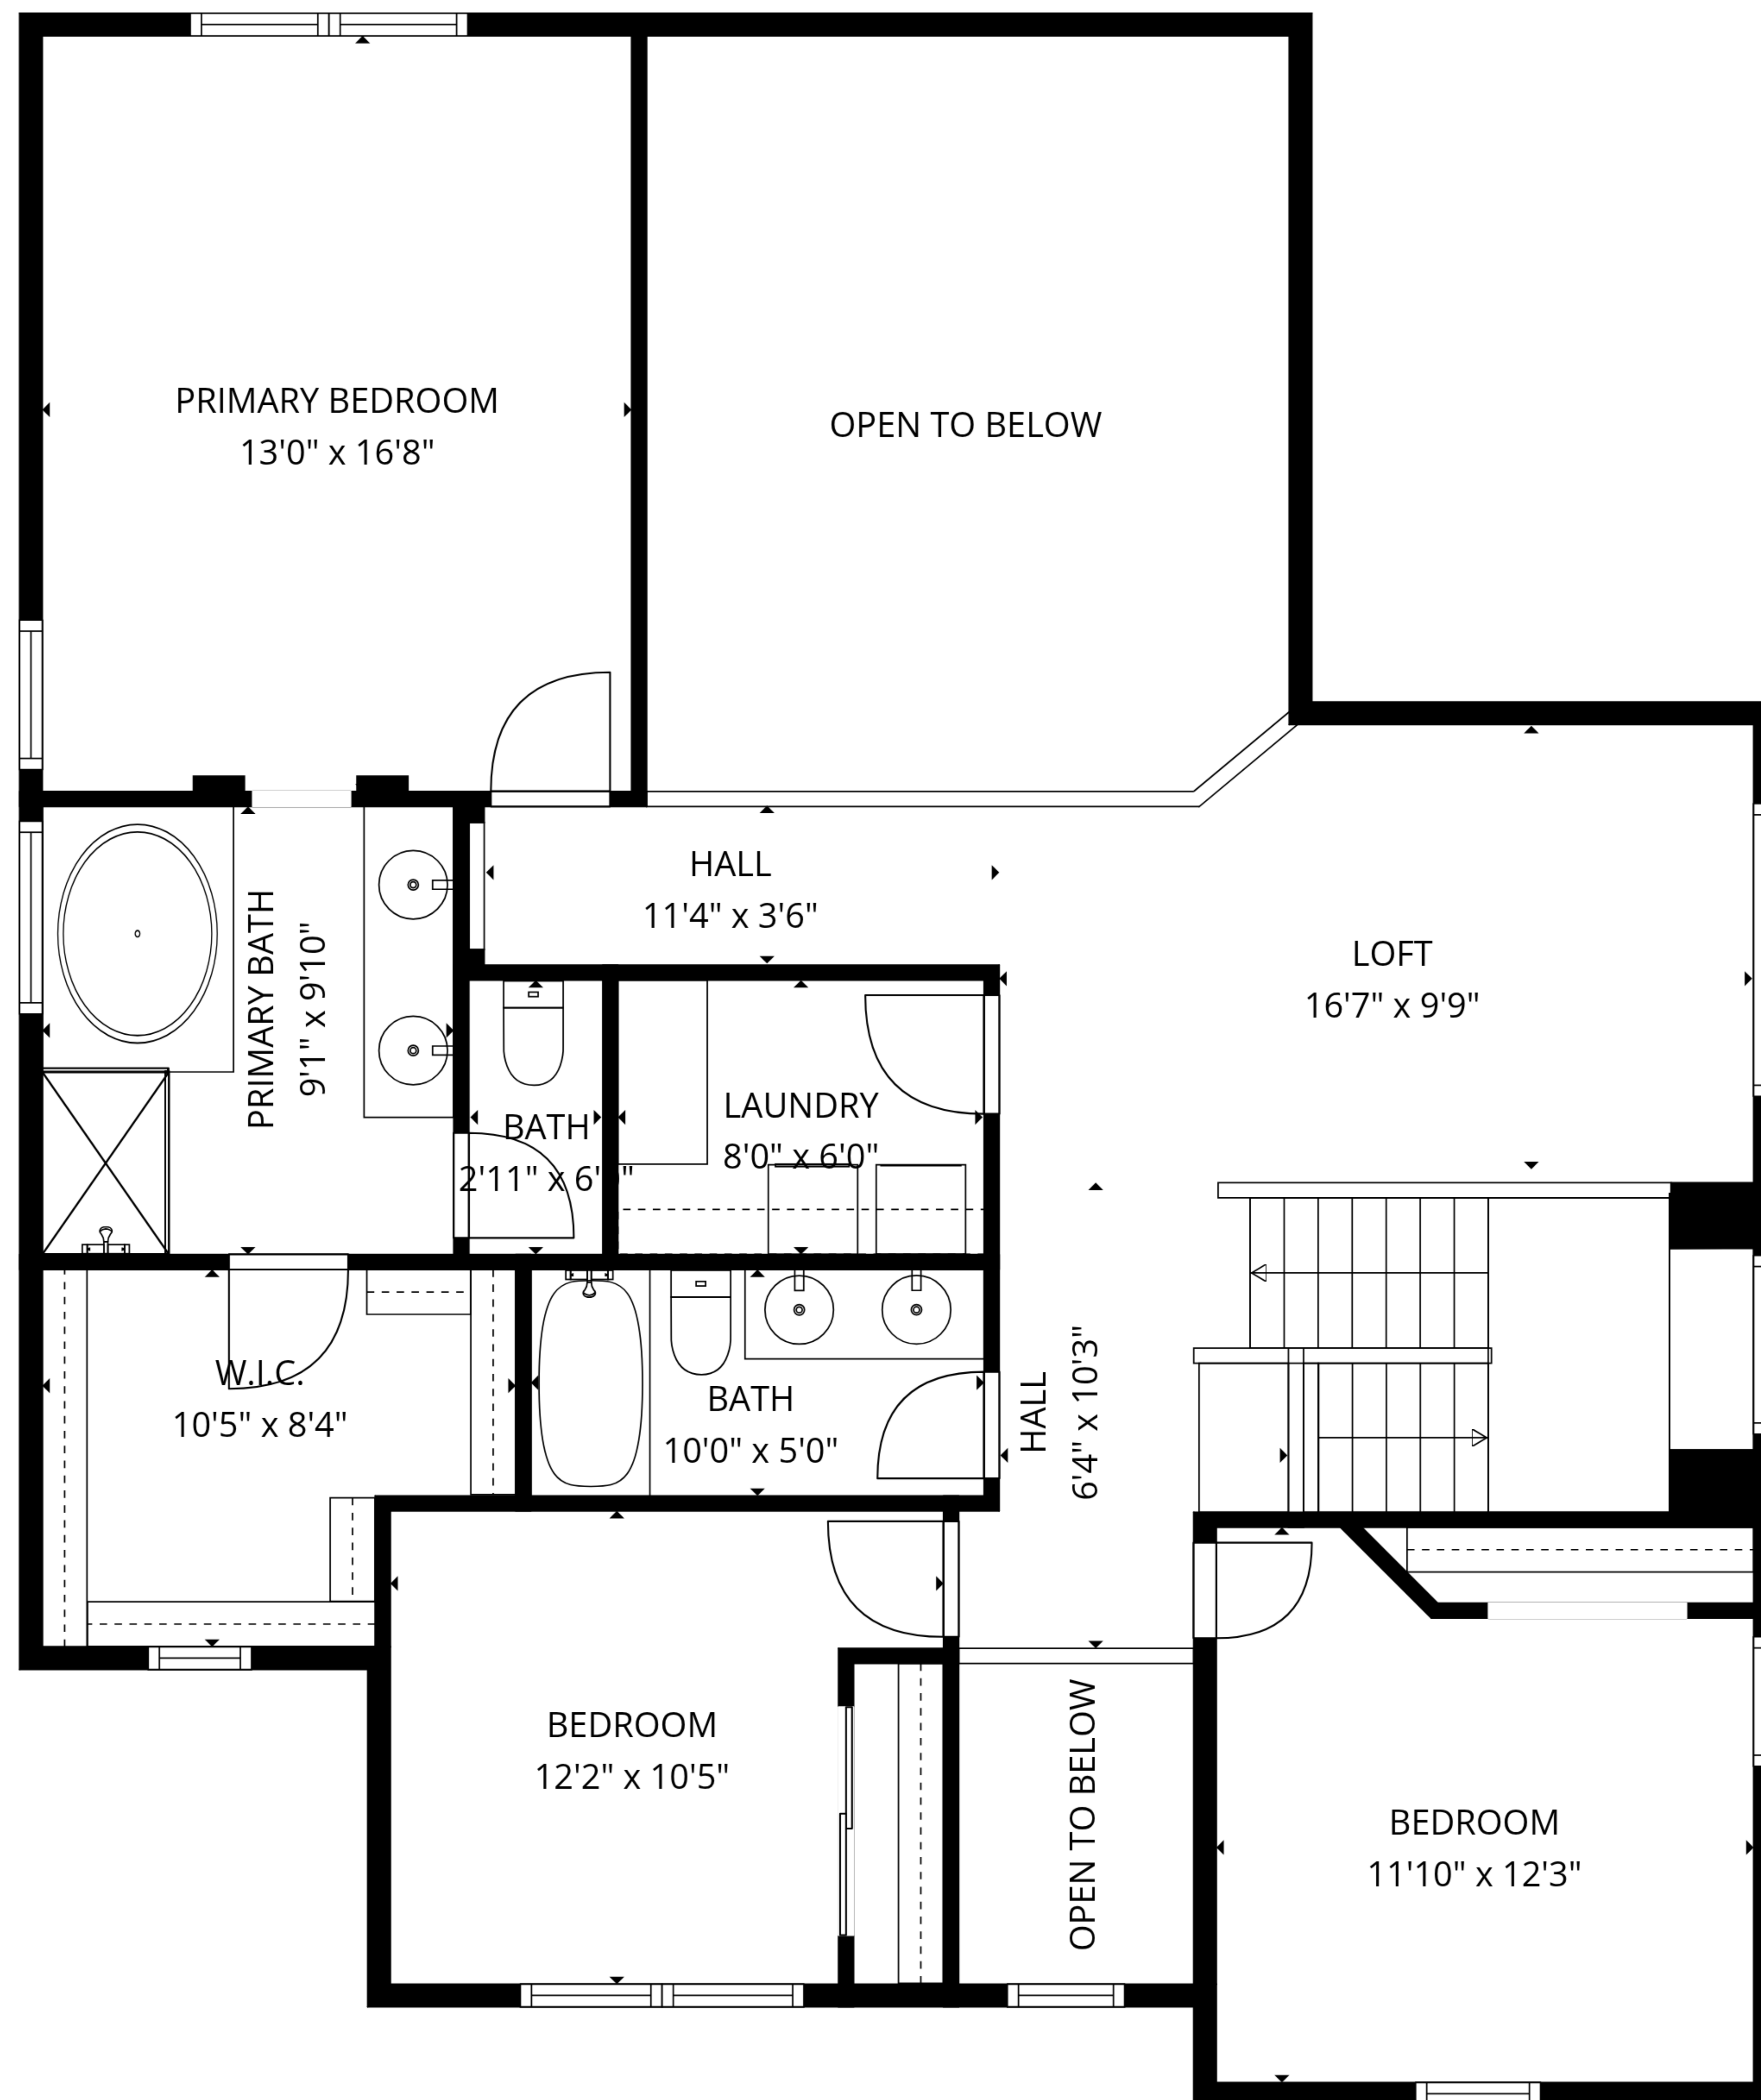 PRIMARY BEDROOM
13'0" x 16'8"
OPEN TO BELOW
HALL
11'4" x 3'6"
PRIMARY BATH
9'1" x 9'10"
LOFT
16'7" x 9'9"
BATH
2'11" x
LAUNDRY
8'0" x 6'0"
W.I.C.
10'5" x 8'4"
BATH
10'0" x 5'0"
HALL
6'4" x 10'3"
BEDROOM
12'2" x 10'5"
OPEN TO BELOW
BEDROOM
11'10" x 12'3"